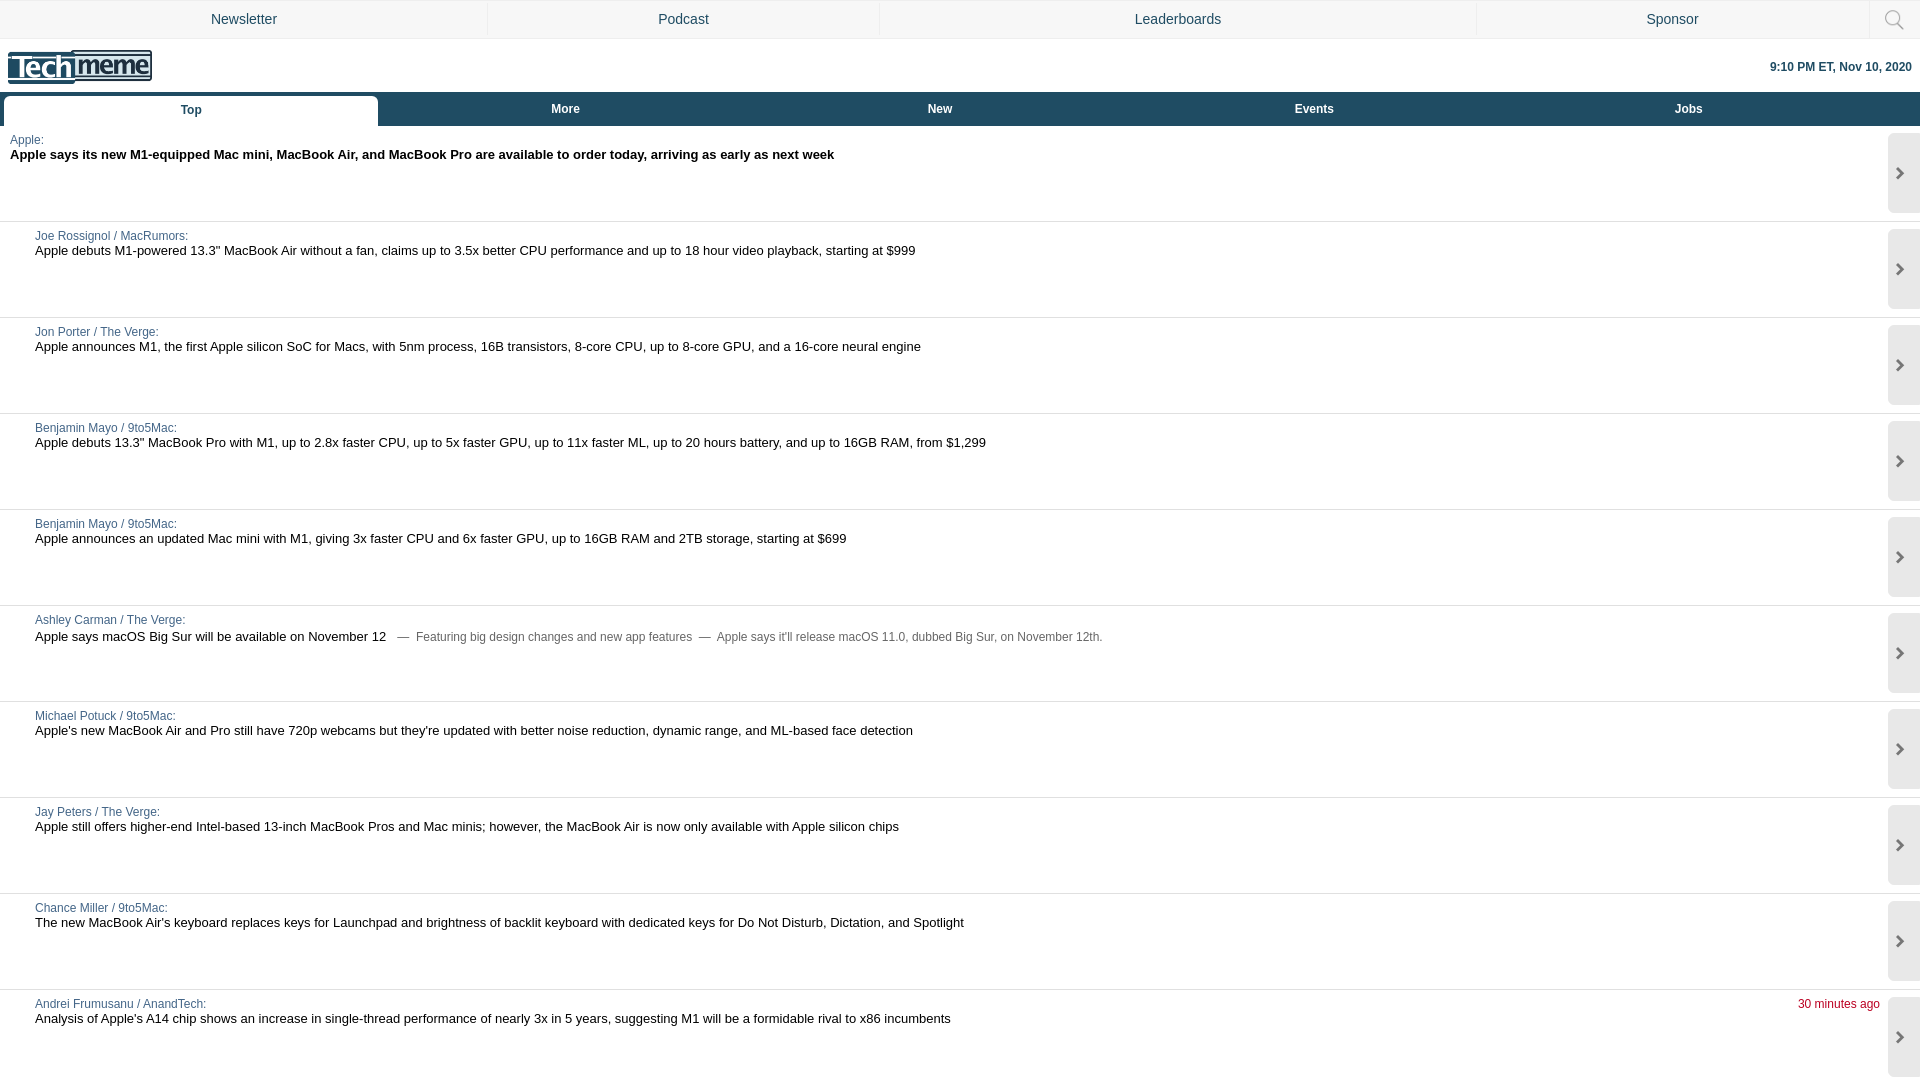 Newsletter
Podcast
Leaderboards
Sponsor
Techmeme
9:10 PM ET, Nov 10, 2020
Top
More
New
Events
Jobs
Apple:
Apple says its new M1-equipped Mac mini, MacBook Air, and MacBook Pro are available to order today, arriving as early as next week
Joe Rossignol / MacRumors:
Apple debuts M1-powered 13.3" MacBook Air without a fan, claims up to 3.5x better CPU performance and up to 18 hour video playback, starting at $999
Jon Porter / The Verge:
Apple announces M1, the first Apple silicon SoC for Macs, with 5nm process, 16B transistors, 8-core CPU, up to 8-core GPU, and a 16-core neural engine
Benjamin Mayo / 9to5Mac:
Apple debuts 13.3" MacBook Pro with M1, up to 2.8x faster CPU, up to 5x faster GPU, up to 11x faster ML, up to 20 hours battery, and up to 16GB RAM, from $1,299
Benjamin Mayo / 9to5Mac:
Apple announces an updated Mac mini with M1, giving 3x faster CPU and 6x faster GPU, up to 16GB RAM and 2TB storage, starting at $699
Ashley Carman / The Verge:
Apple says macOS Big Sur will be available on November 12 — Featuring big design changes and new app features — Apple says it'll release macOS 11.0, dubbed Big Sur, on November 12th.
Michael Potuck / 9to5Mac:
Apple's new MacBook Air and Pro still have 720p webcams but they're updated with better noise reduction, dynamic range, and ML-based face detection
Jay Peters / The Verge:
Apple still offers higher-end Intel-based 13-inch MacBook Pros and Mac minis; however, the MacBook Air is now only available with Apple silicon chips
Chance Miller / 9to5Mac:
The new MacBook Air's keyboard replaces keys for Launchpad and brightness of backlit keyboard with dedicated keys for Do Not Disturb, Dictation, and Spotlight
Andrei Frumusanu / AnandTech:
30 minutes ago
Analysis of Apple's A14 chip shows an increase in single-thread performance of nearly 3x in 5 years, suggesting M1 will be a formidable rival to x86 incumbents